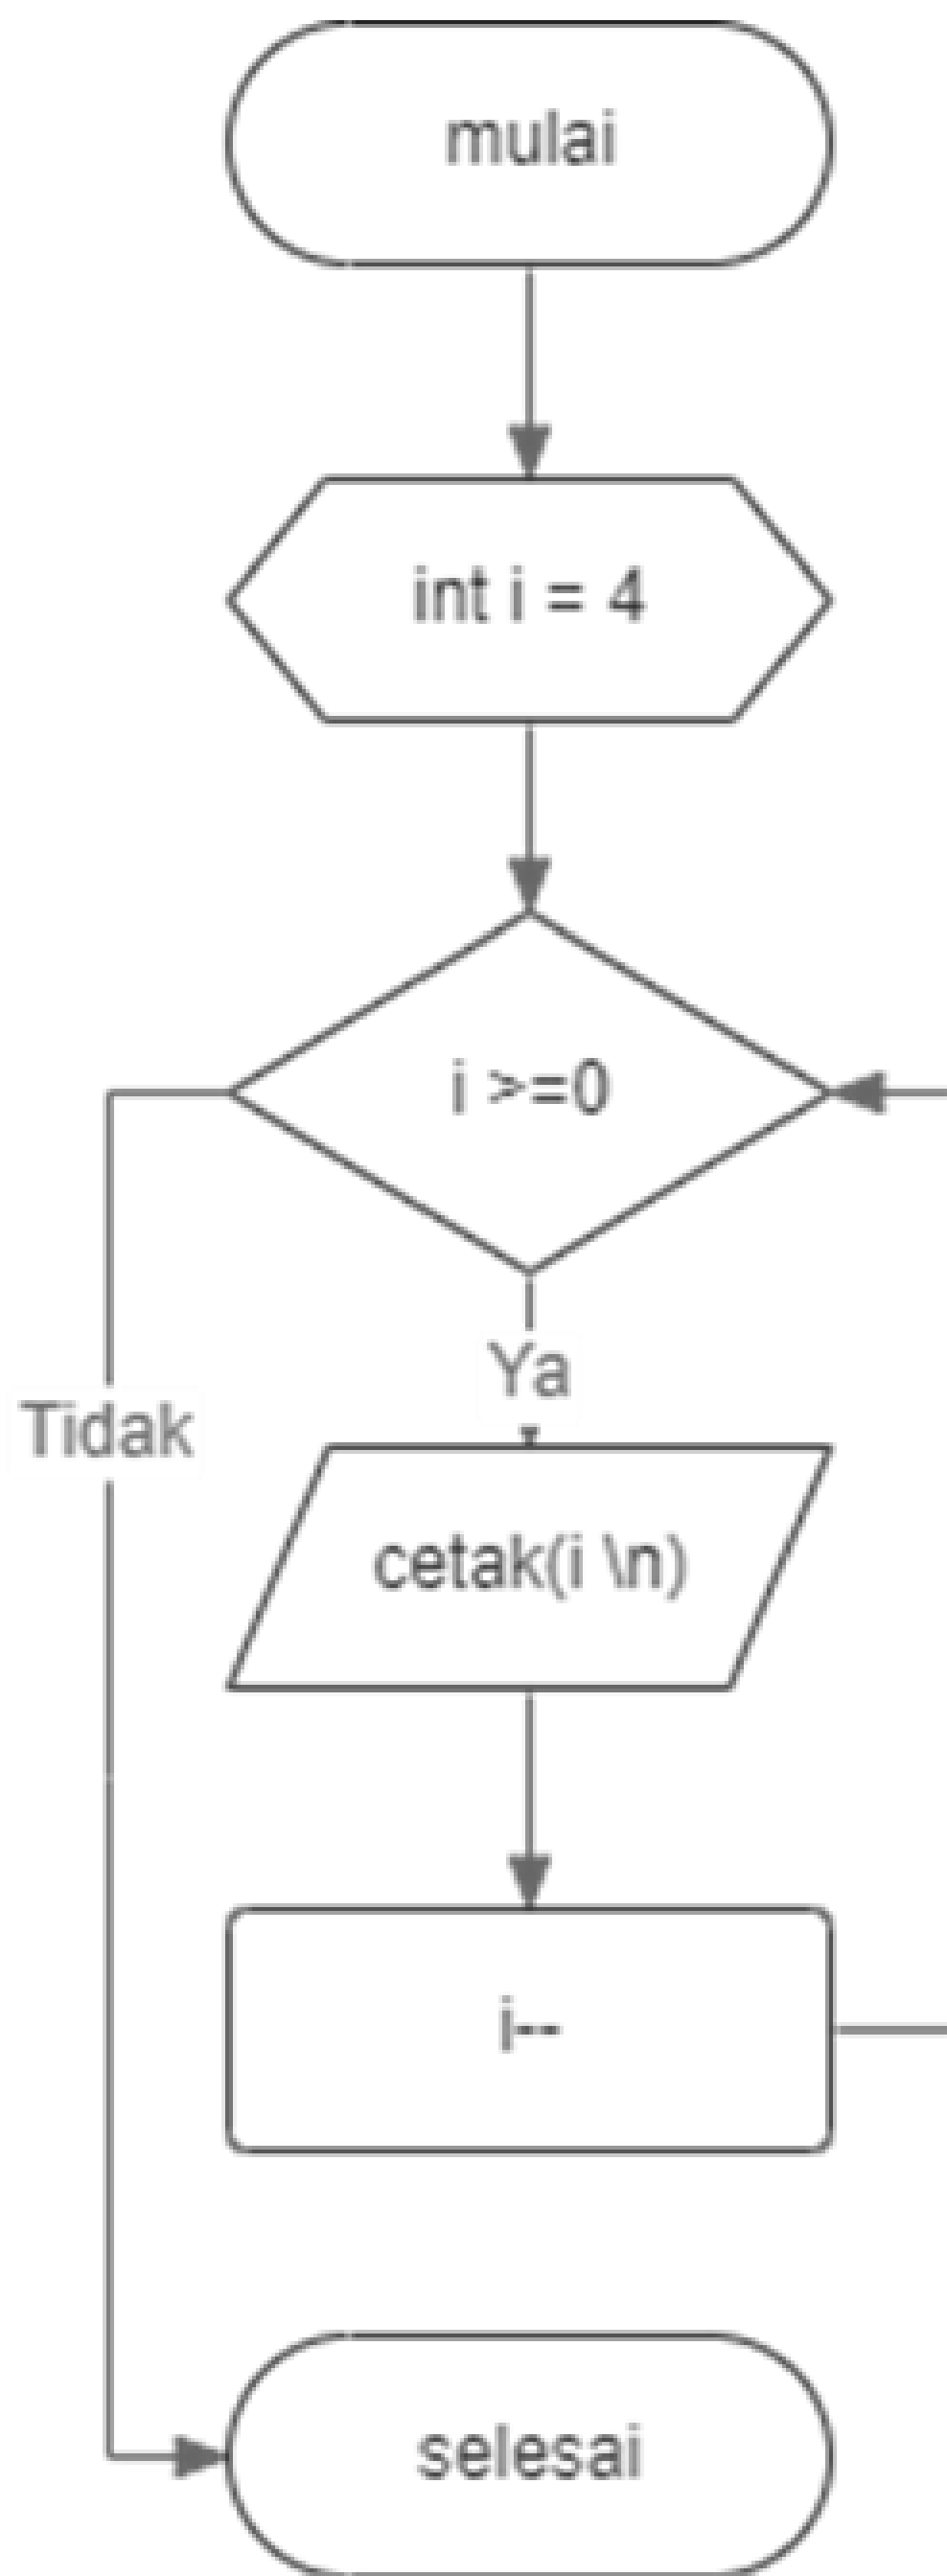 mulai
int i = 4
i >=0
Ya
Tidak
cetak(i \n)
i--
selesai